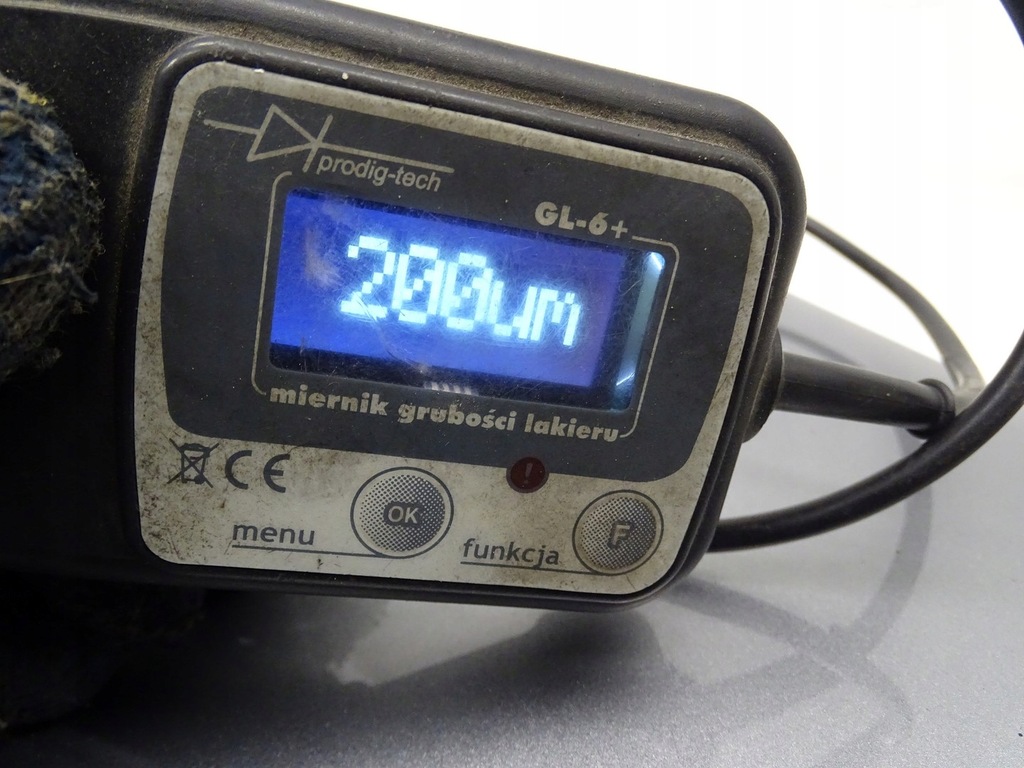 prodig-tech
GL-6+
200um
miernik grubości lakieru
CE
!
OK
menu
F
funkcja